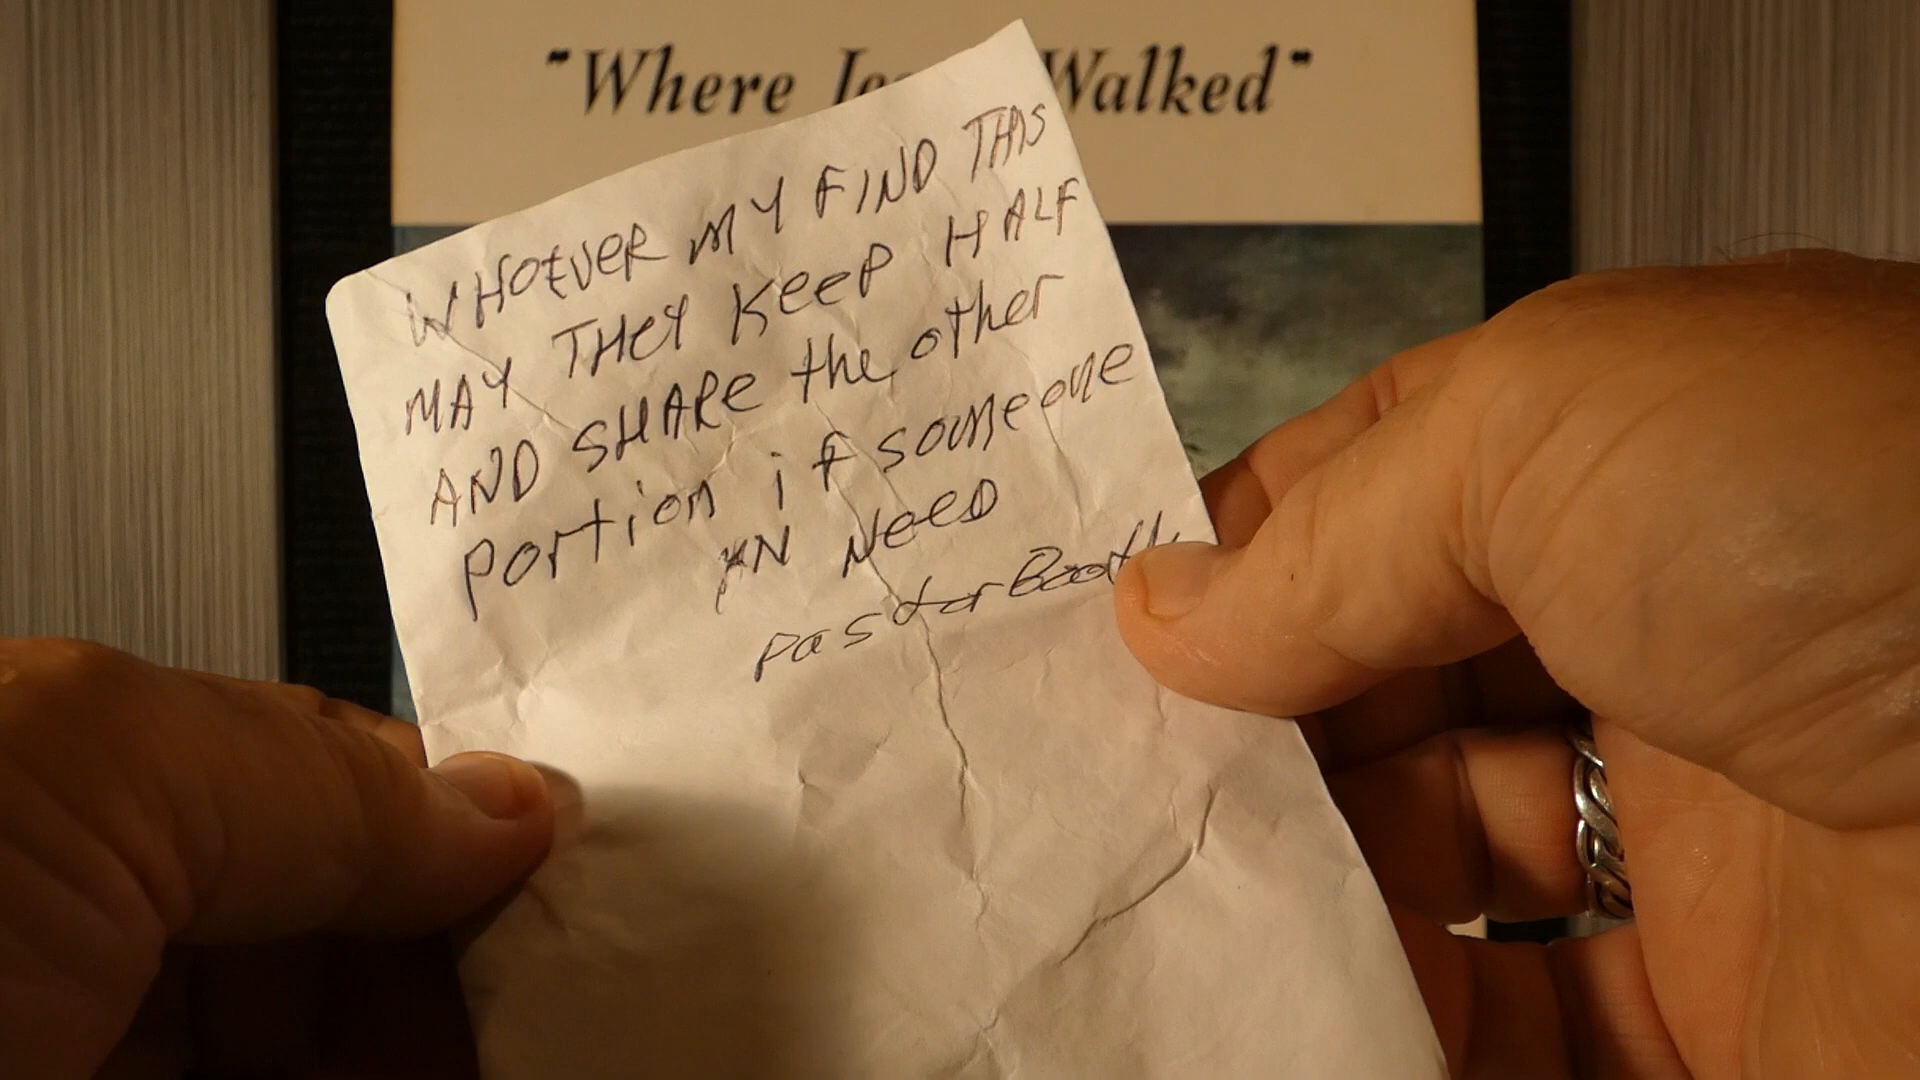 "Where Je Walked"
WHOEVER MY FIND THIS
MAY THEY KEEP HALF
AND SHARE the other
portion if someone
IN NEED
Pastor Booth